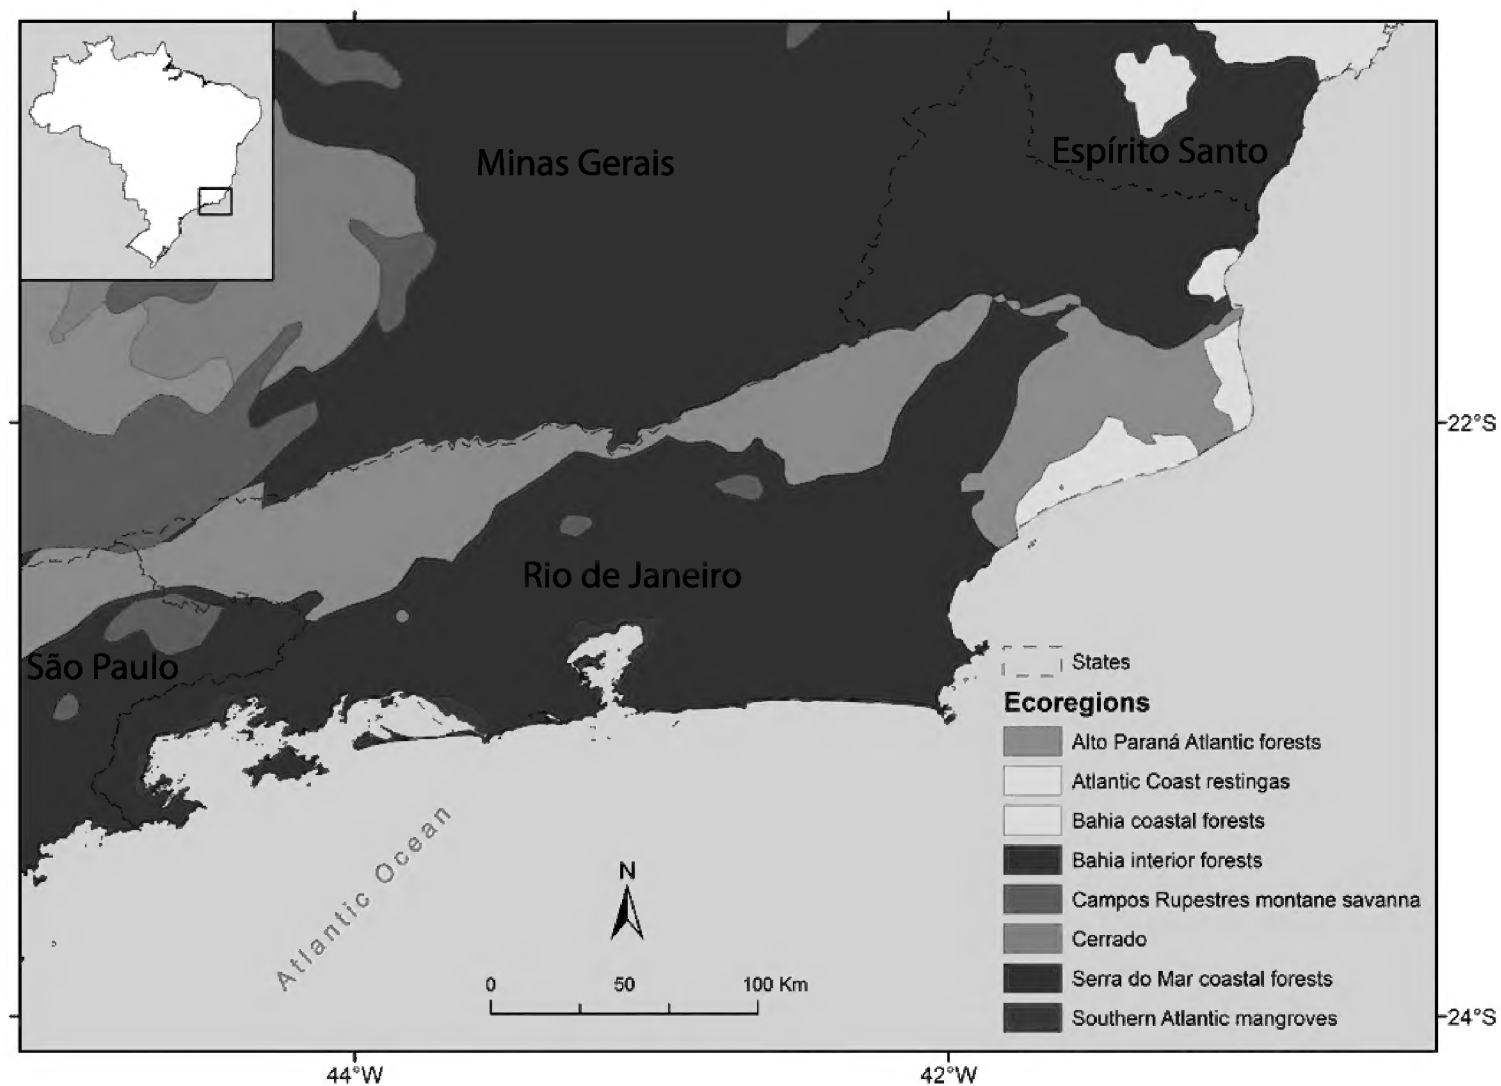 Minas Gerais
Espírito Santo
22°S
Rio de Janeiro
São Paulo
States
Ecoregions
Alto Paraná Atlantic forests
Atlantic Coast restingas
Bahia coastal forests
Bahia interior forests
Campos Rupestres montane savanna
Cerrado
Serra do Mar coastal forests
Southern Atlantic mangroves
Atlantic Ocean
N
0 50 100 Km
24°S
44°W 42°W